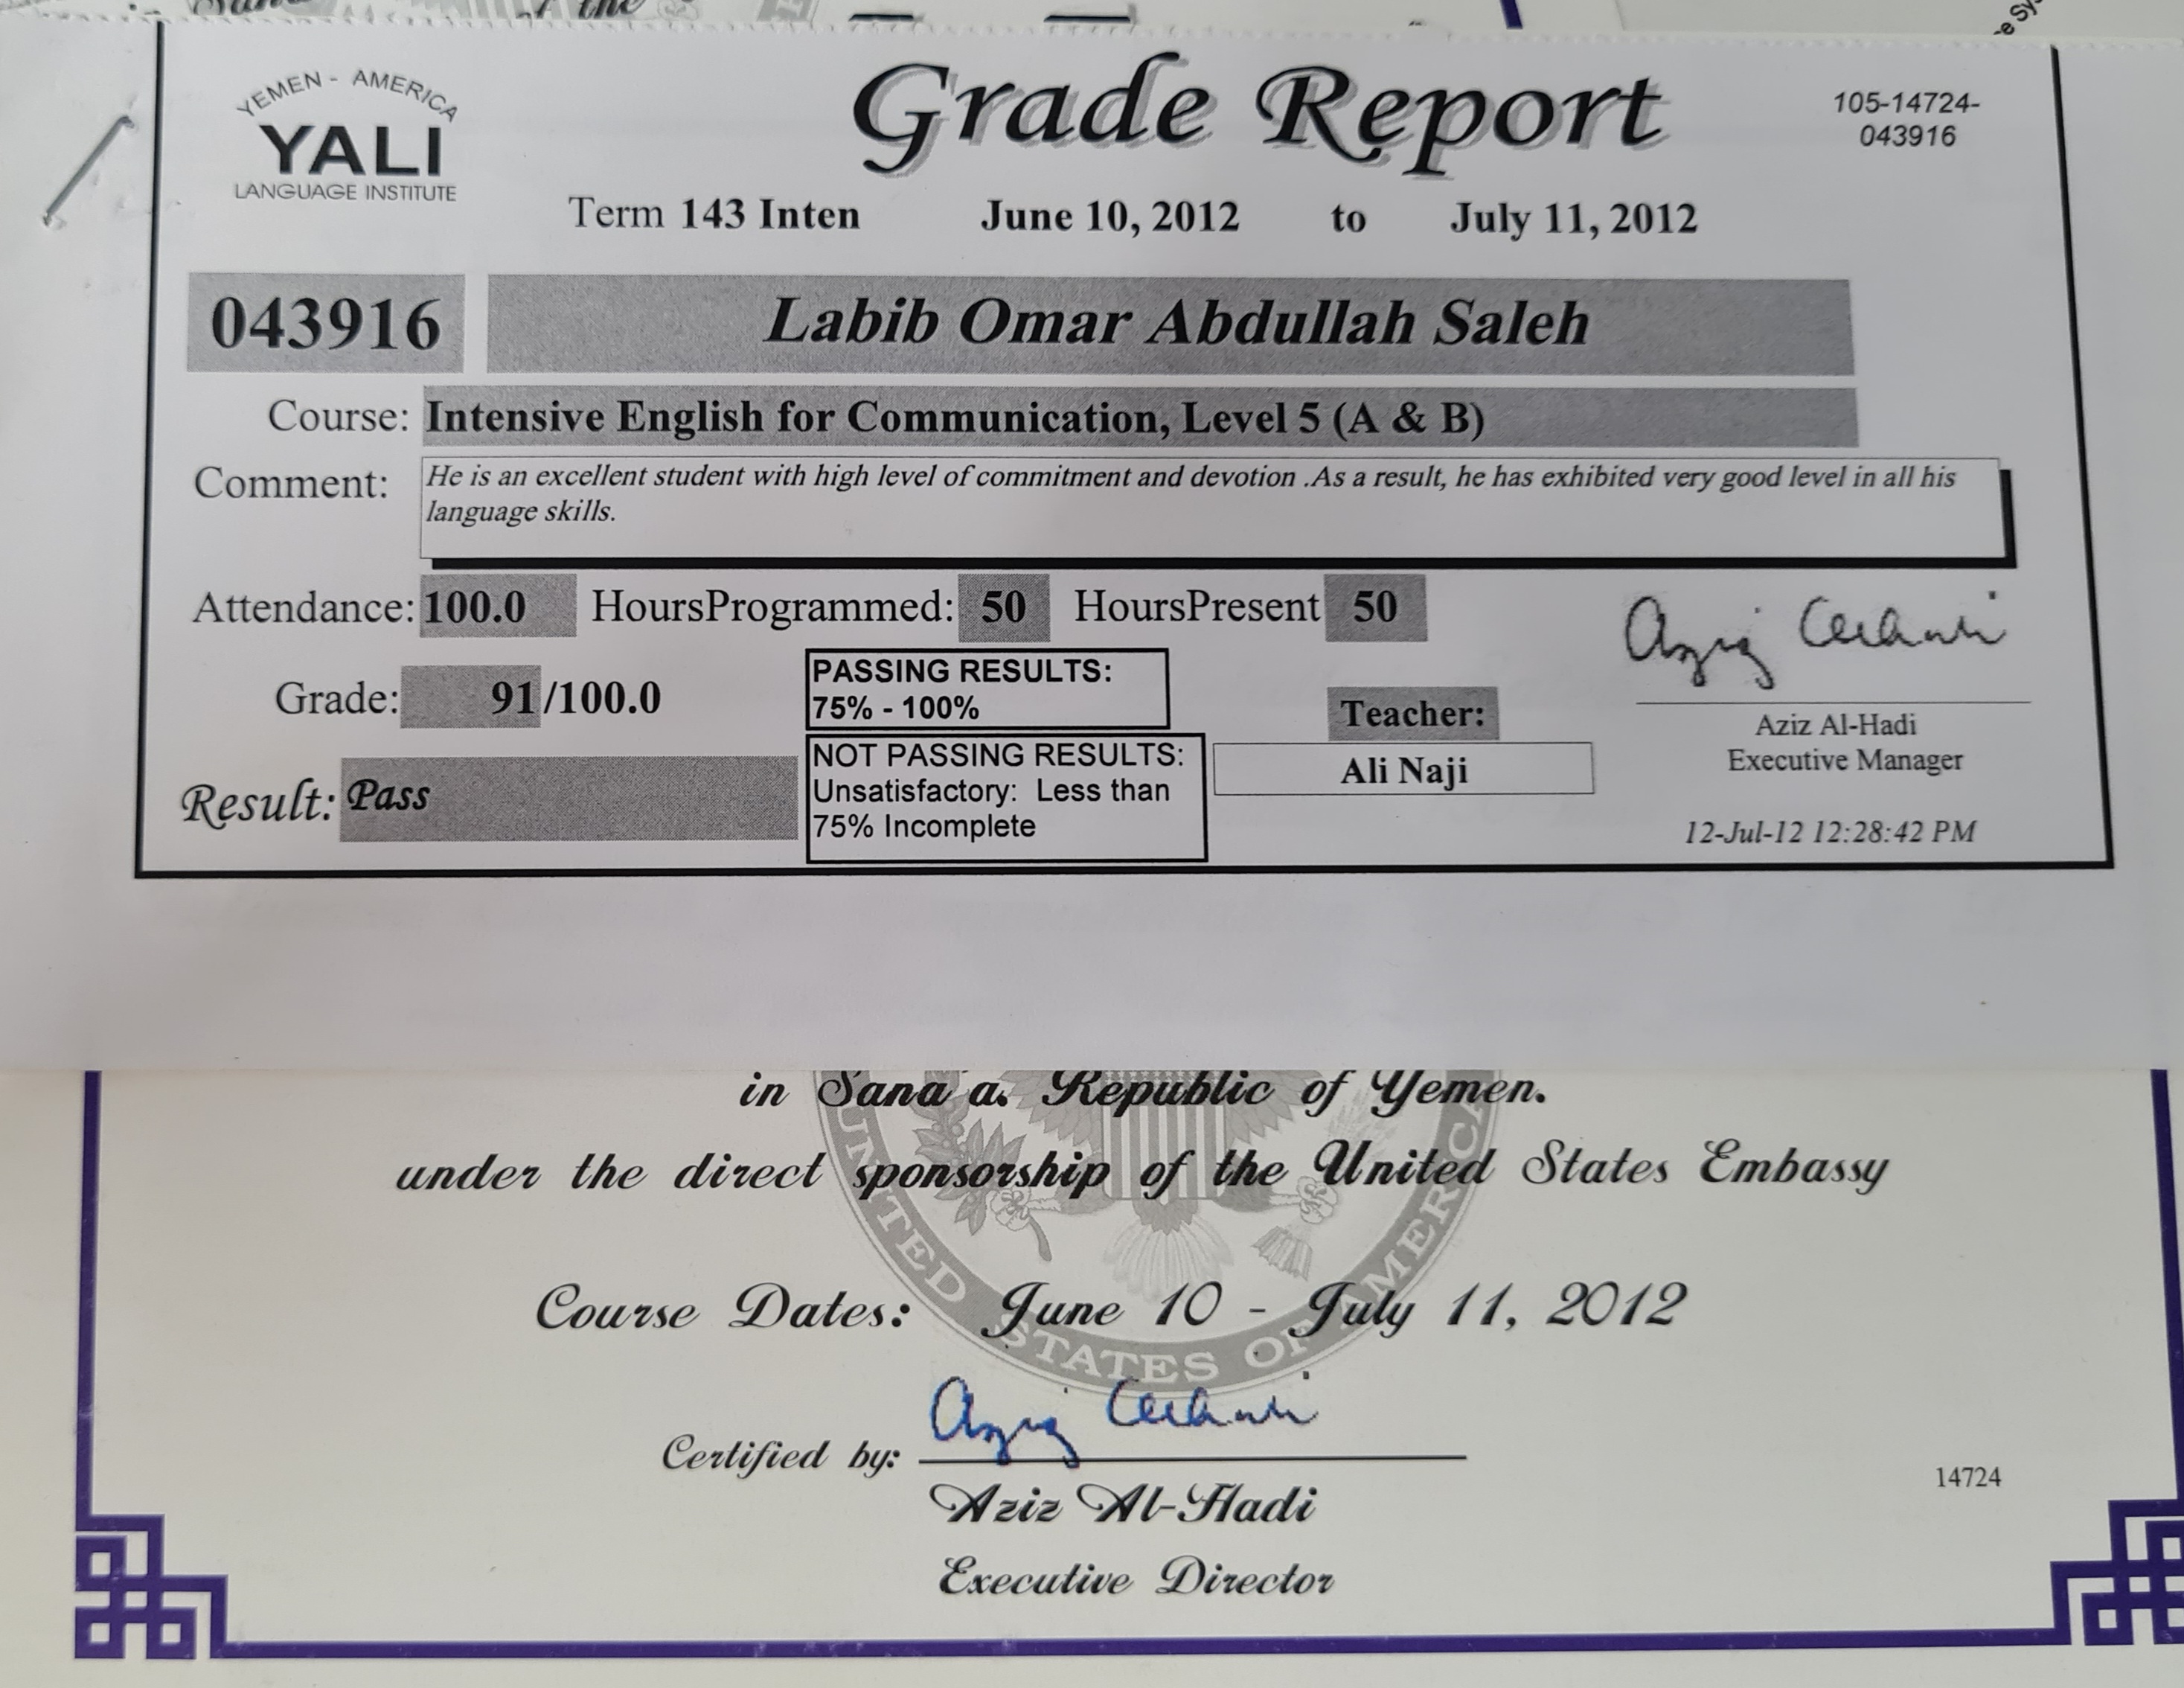 of the
YEMEN - AMERICA
YALI
LANGUAGE INSTITUTE
Grade Report
105-14724-
043916
Term 143 Inten June 10, 2012 to July 11, 2012
043916 Labib Omar Abdullah Saleh
Course: Intensive English for Communication, Level 5 (A & B)
Comment: He is an excellent student with high level of commitment and devotion .As a result, he has exhibited very good level in all his
language skills.
Attendance: 100.0 HoursProgrammed: 50 HoursPresent 50
Grade: 91/100.0
PASSING RESULTS:
75% - 100%
Result: Pass
NOT PASSING RESULTS:
Unsatisfactory: Less than
75% Incomplete
Teacher:
Ali Naji
Aziz Al-Hadi
Executive Manager
12-Jul-12 12:28:42 PM
in Sana'a. Republic of Yemen.
under the direct sponsorship of the United States Embassy
Course Dates: June 10 - July 11, 2012
UNITED STATES OF AMERICA
Certified by:
Aziz Al-Hadi
Executive Director
14724